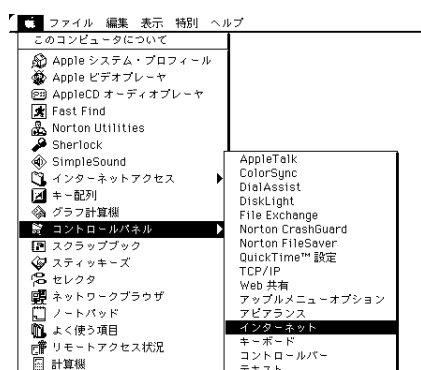 ファイル 編集 表示 特別 ヘルプ
このコンピュータについて
Apple システム・プロフィール
Apple ビデオプレーヤ
AppleCD オーディオプレーヤ
Fast Find
Norton Utilities
Sherlock
SimpleSound
インターネットアクセス
キー配列
グラフ計算機
コントロールパネル
スクラップブック
スティッキーズ
セレクタ
ネットワークブラウザ
ノートパッド
よく使う項目
リモートアクセス状況
計算機
AppleTalk
ColorSync
DialAssist
DiskLight
File Exchange
Norton CrashGuard
Norton FileSaver
QuickTime™ 設定
TCP/IP
Web 共有
アップルメニューオプション
アピアランス
インターネット
キーボード
コントロールバー
テキスト